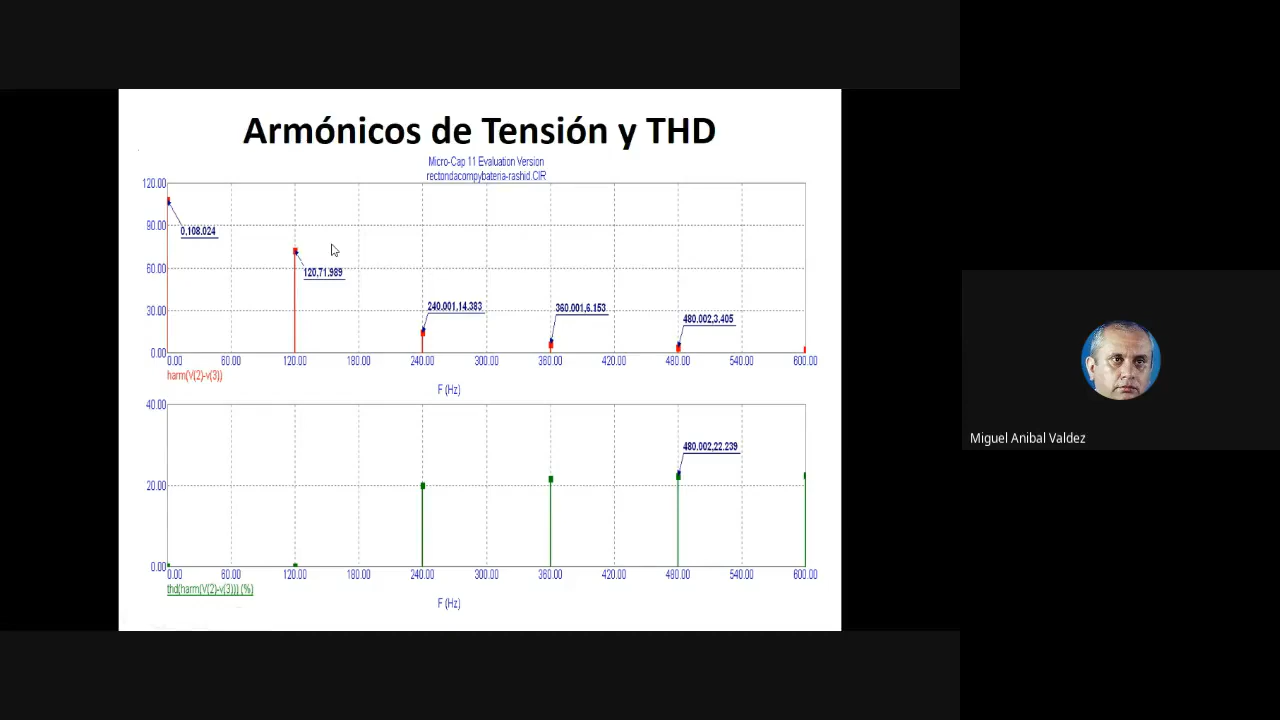 Armónicos de Tensión y THD
Micro-Cap 11 Evaluation Version
rectondacompybateria-rashid.CIR
120.00
90.00
60.00
30.00
0.00
0,108.024
120,71.989
240.001,14.383
360.001,6.153
480.002,3.405
0.00 60.00 120.00 180.00 240.00 300.00 360.00 420.00 480.00 540.00 600.00
harm(V(2)-v(3))
F (Hz)
40.00
20.00
0.00
480.002,22.239
0.00 60.00 120.00 180.00 240.00 300.00 360.00 420.00 480.00 540.00 600.00
thd(harm(V(2)-v(3))) (%)
F (Hz)
Miguel Anibal Valdez